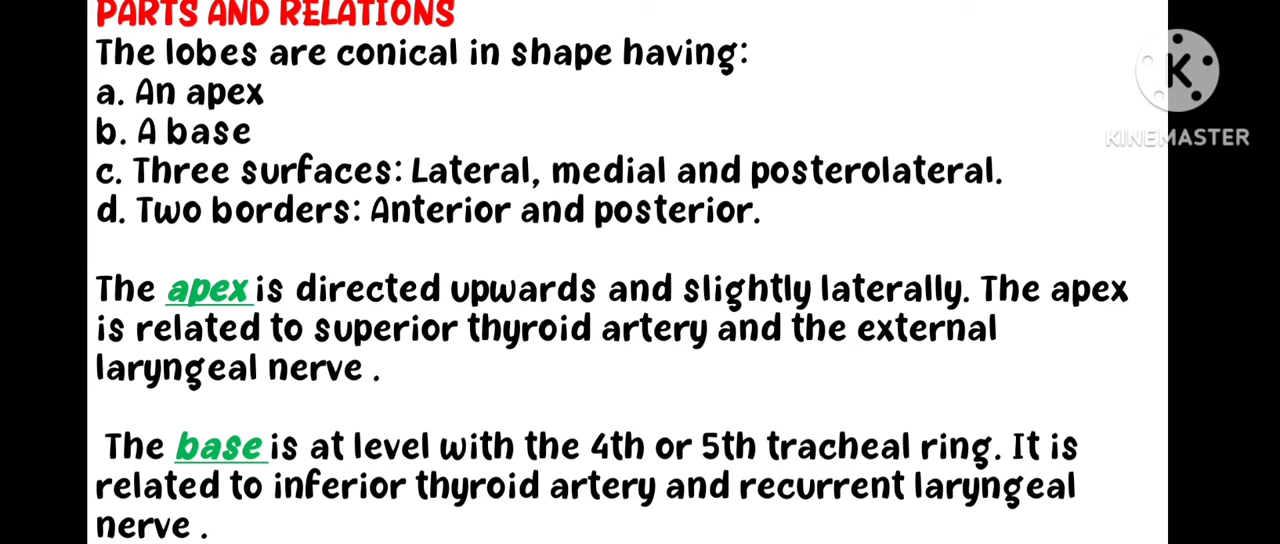 PARTS AND RELATIONS
The lobes are conical in shape having:
a. An apex
b. A base
c. Three surfaces: Lateral, medial and posterolateral.
d. Two borders: Anterior and posterior.
The apex is directed upwards and slightly laterally. The apex
is related to superior thyroid artery and the external
laryngeal nerve .
The base is at level with the 4th or 5th tracheal ring. It is
related to inferior thyroid artery and recurrent laryngeal
nerve .
K
KINEMASTER